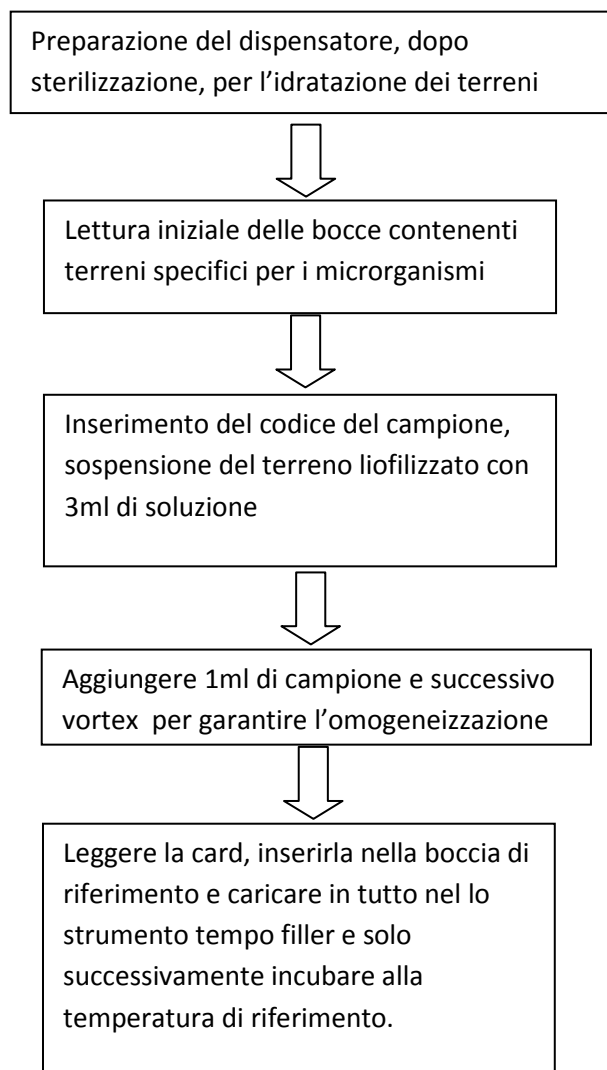 Preparazione del dispensatore, dopo
sterilizzazione, per l’idratazione dei terreni
Lettura iniziale delle bocce contenenti
terreni specifici per i microrganismi
Inserimento del codice del campione,
sospensione del terreno liofilizzato con
3ml di soluzione
Aggiungere 1ml di campione e successivo
vortex  per garantire l’omogeneizzazione
Leggere la card, inserirla nella boccia di
riferimento e caricare in tutto nel lo
strumento tempo filler e solo
successivamente incubare alla
temperatura di riferimento.